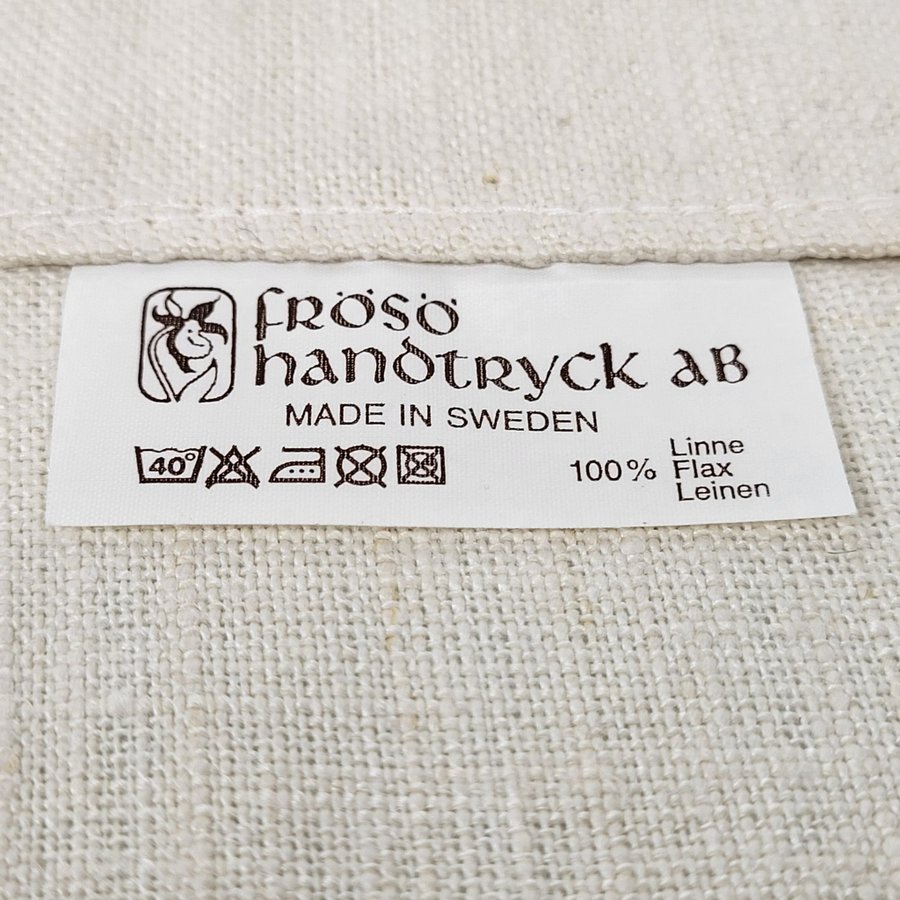 frösö
handtryck AB
MADE IN SWEDEN
40°
100% Linne
Flax
Leinen